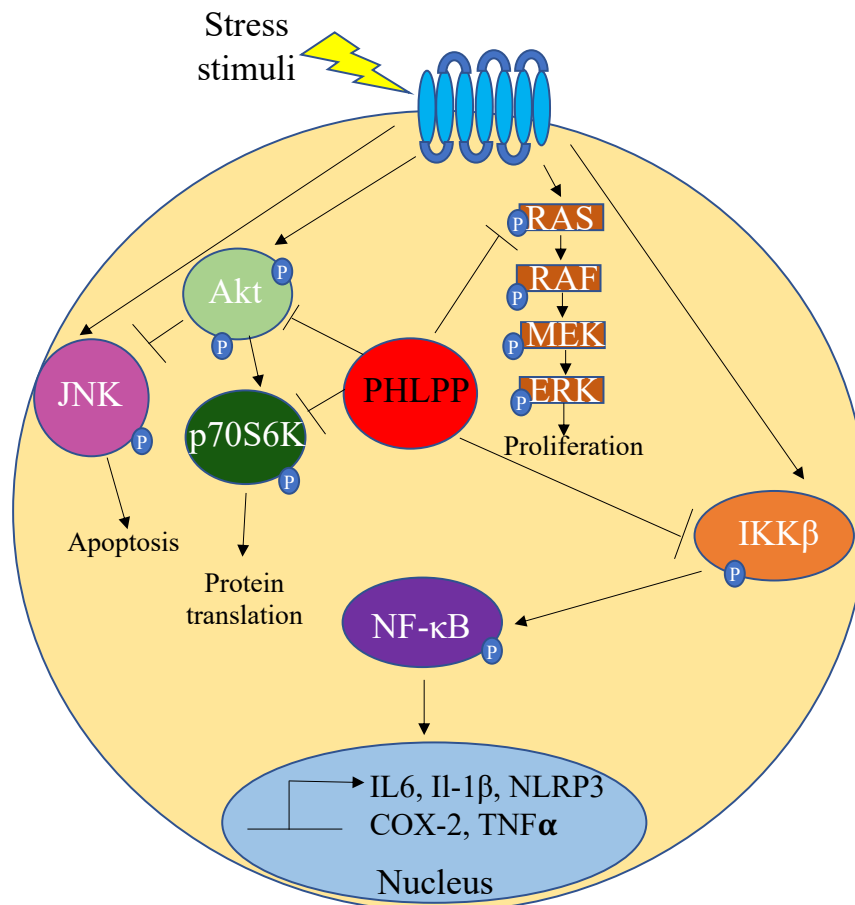 Stress
stimuli
P
RAS
P
Akt
P
RAF
P
P
MEK
JNK
PHLPP
P
ERK
P
p70S6K
P
Proliferation
P
Apoptosis
IKKβ
P
Protein
translation
NF-κB
P
IL6, Il-1β, NLRP3
COX-2, TNFα
Nucleus